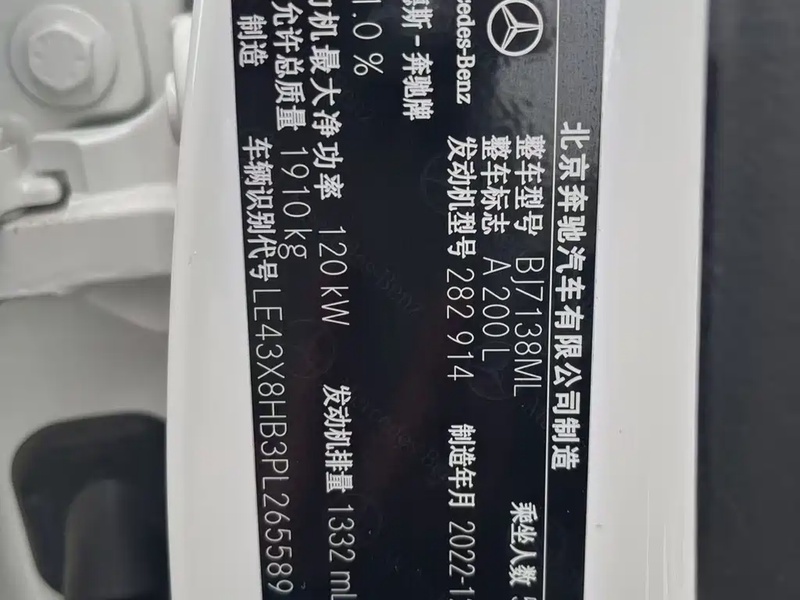 北京奔驰汽车有限公司制造
整车型号 BJ7138ML 乘坐人数
整车标志 A 200 L
发动机型号 282 914 制造年月 2022-1
des-Benz
斯-奔驰牌
.0 %
机最大净功率 120 kW 发动机排量 1332 mL
允许总质量 1910 kg
制造
车辆识别代号 LE43X8HB3PL265589